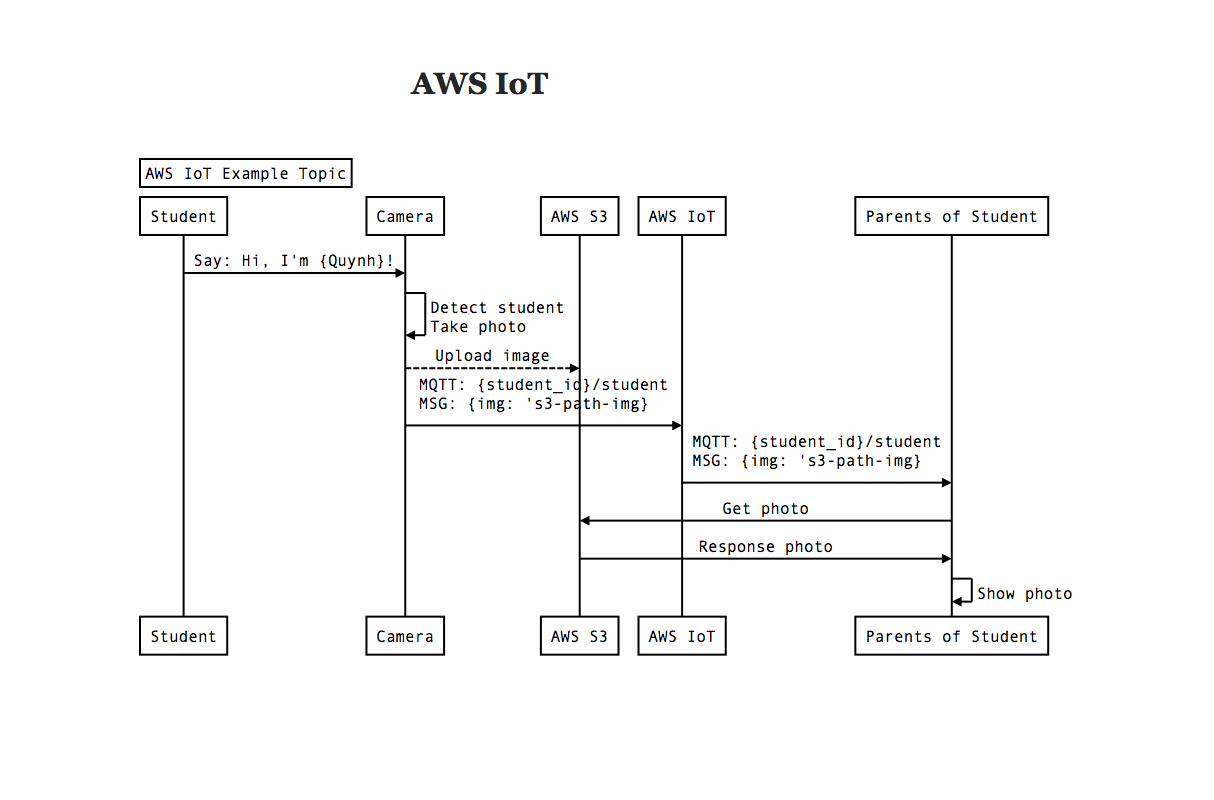 AWS IoT
AWS IoT Example Topic
Student
Camera
AWS S3
AWS IoT
Parents of Student
Say: Hi, I'm {Quynh}!
Detect student
Take photo
Upload image
MQTT: {student_id}/student
MSG: {img: 's3-path-img}
MQTT: {student_id}/student
MSG: {img: 's3-path-img}
Get photo
Response photo
Show photo
Student
Camera
AWS S3
AWS IoT
Parents of Student